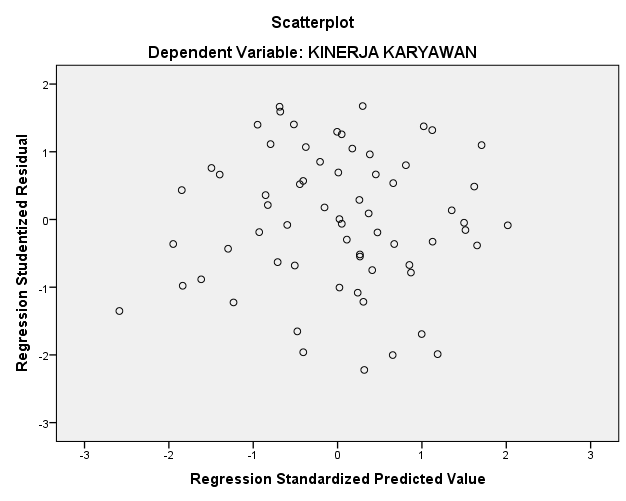 Scatterplot
Dependent Variable: KINERJA KARYAWAN
Regression Studentized Residual
2
1
0
-1
-2
-3
-3 -2 -1 0 1 2 3
Regression Standardized Predicted Value